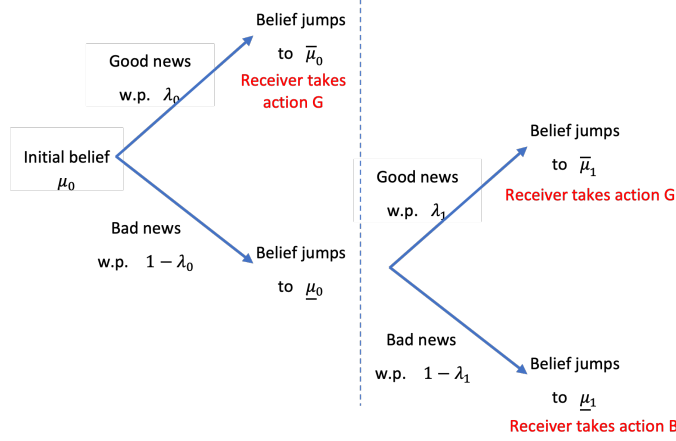 Belief jumps
to μ̅₀
Receiver takes
action G
Good news
w.p. λ₀
Initial belief
μ₀
Bad news
w.p. 1 − λ₀
Belief jumps
to μ̲₀
Good news
w.p. λ₁
Belief jumps
to μ̅₁
Receiver takes action G
Bad news
w.p. 1 − λ₁
Belief jumps
to μ̲₁
Receiver takes action B